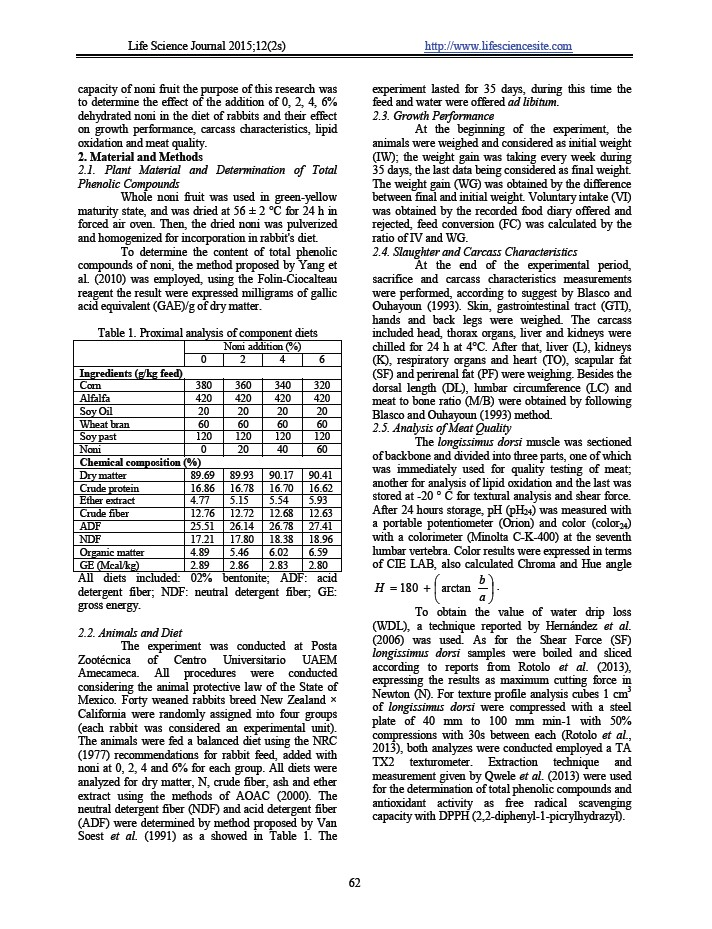 Life Science Journal 2015;12(2s) http://www.lifesciencesite.com
capacity of noni fruit the purpose of this research was
to determine the effect of the addition of 0, 2, 4, 6%
dehydrated noni in the diet of rabbits and their effect
on growth performance, carcass characteristics, lipid
oxidation and meat quality.
2. Material and Methods
2.1. Plant Material and Determination of Total
Phenolic Compounds
Whole noni fruit was used in green-yellow
maturity state, and was dried at 56 ± 2 °C for 24 h in
forced air oven. Then, the dried noni was pulverized
and homogenized for incorporation in rabbit's diet.
To determine the content of total phenolic
compounds of noni, the method proposed by Yang et
al. (2010) was employed, using the Folin-Ciocalteau
reagent the result were expressed milligrams of gallic
acid equivalent (GAE)/g of dry matter.
Table 1. Proximal analysis of component diets
Noni addition (%)
0 2 4 6
Ingredients (g/kg feed)
Corn 380 360 340 320
Alfalfa 420 420 420 420
Soy Oil 20 20 20 20
Wheat bran 60 60 60 60
Soy past 120 120 120 120
Noni 0 20 40 60
Chemical composition (%)
Dry matter 89.69 89.93 90.17 90.41
Crude protein 16.86 16.78 16.70 16.62
Ether extract 4.77 5.15 5.54 5.93
Crude fiber 12.76 12.72 12.68 12.63
ADF 25.51 26.14 26.78 27.41
NDF 17.21 17.80 18.38 18.96
Organic matter 4.89 5.46 6.02 6.59
GE (Mcal/kg) 2.89 2.86 2.83 2.80
All diets included: 02% bentonite; ADF: acid
detergent fiber; NDF: neutral detergent fiber; GE:
gross energy.
2.2. Animals and Diet
The experiment was conducted at Posta
Zootécnica of Centro Universitario UAEM
Amecameca. All procedures were conducted
considering the animal protective law of the State of
Mexico. Forty weaned rabbits breed New Zealand ×
California were randomly assigned into four groups
(each rabbit was considered an experimental unit).
The animals were fed a balanced diet using the NRC
(1977) recommendations for rabbit feed, added with
noni at 0, 2, 4 and 6% for each group. All diets were
analyzed for dry matter, N, crude fiber, ash and ether
extract using the methods of AOAC (2000). The
neutral detergent fiber (NDF) and acid detergent fiber
(ADF) were determined by method proposed by Van
Soest et al. (1991) as a showed in Table 1. The
experiment lasted for 35 days, during this time the
feed and water were offered ad libitum.
2.3. Growth Performance
At the beginning of the experiment, the
animals were weighed and considered as initial weight
(IW); the weight gain was taking every week during
35 days, the last data being considered as final weight.
The weight gain (WG) was obtained by the difference
between final and initial weight. Voluntary intake (VI)
was obtained by the recorded food diary offered and
rejected, feed conversion (FC) was calculated by the
ratio of IV and WG.
2.4. Slaughter and Carcass Characteristics
At the end of the experimental period,
sacrifice and carcass characteristics measurements
were performed, according to suggest by Blasco and
Ouhayoun (1993). Skin, gastrointestinal tract (GTI),
hands and back legs were weighed. The carcass
included head, thorax organs, liver and kidneys were
chilled for 24 h at 4°C. After that, liver (L), kidneys
(K), respiratory organs and heart (TO), scapular fat
(SF) and perirenal fat (PF) were weighing. Besides the
dorsal length (DL), lumbar circumference (LC) and
meat to bone ratio (M/B) were obtained by following
Blasco and Ouhayoun (1993) method.
2.5. Analysis of Meat Quality
The longissimus dorsi muscle was sectioned
of backbone and divided into three parts, one of which
was immediately used for quality testing of meat;
another for analysis of lipid oxidation and the last was
stored at -20 ° C for textural analysis and shear force.
After 24 hours storage, pH (pH24) was measured with
a portable potentiometer (Orion) and color (color24)
with a colorimeter (Minolta C-K-400) at the seventh
lumbar vertebra. Color results were expressed in terms
of CIE LAB, also calculated Chroma and Hue angle
H = 180 + (arctan b/a).
To obtain the value of water drip loss
(WDL), a technique reported by Hernández et al.
(2006) was used. As for the Shear Force (SF)
longissimus dorsi samples were boiled and sliced
according to reports from Rotolo et al. (2013),
expressing the results as maximum cutting force in
Newton (N). For texture profile analysis cubes 1 cm³
of longissimus dorsi were compressed with a steel
plate of 40 mm to 100 mm min-1 with 50%
compressions with 30s between each (Rotolo et al.,
2013), both analyzes were conducted employed a TA
TX2 texturometer. Extraction technique and
measurement given by Qwele et al. (2013) were used
for the determination of total phenolic compounds and
antioxidant activity as free radical scavenging
capacity with DPPH (2,2-diphenyl-1-picrylhydrazyl).
62